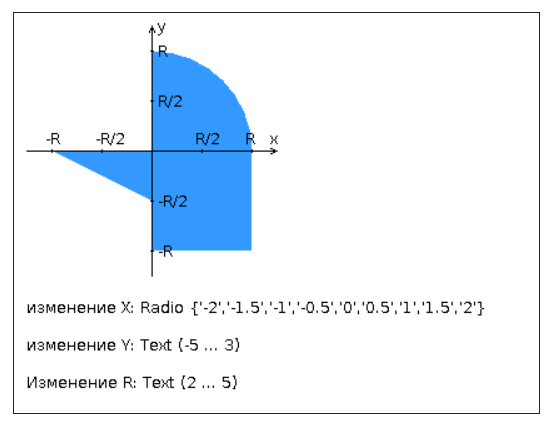 y
R
R/2
-R -R/2 R/2 R x
-R/2
-R
изменение X: Radio {'-2','-1.5','-1','-0.5','0','0.5','1','1.5','2'}
изменение Y: Text (-5 ... 3)
Изменение R: Text (2 ... 5)